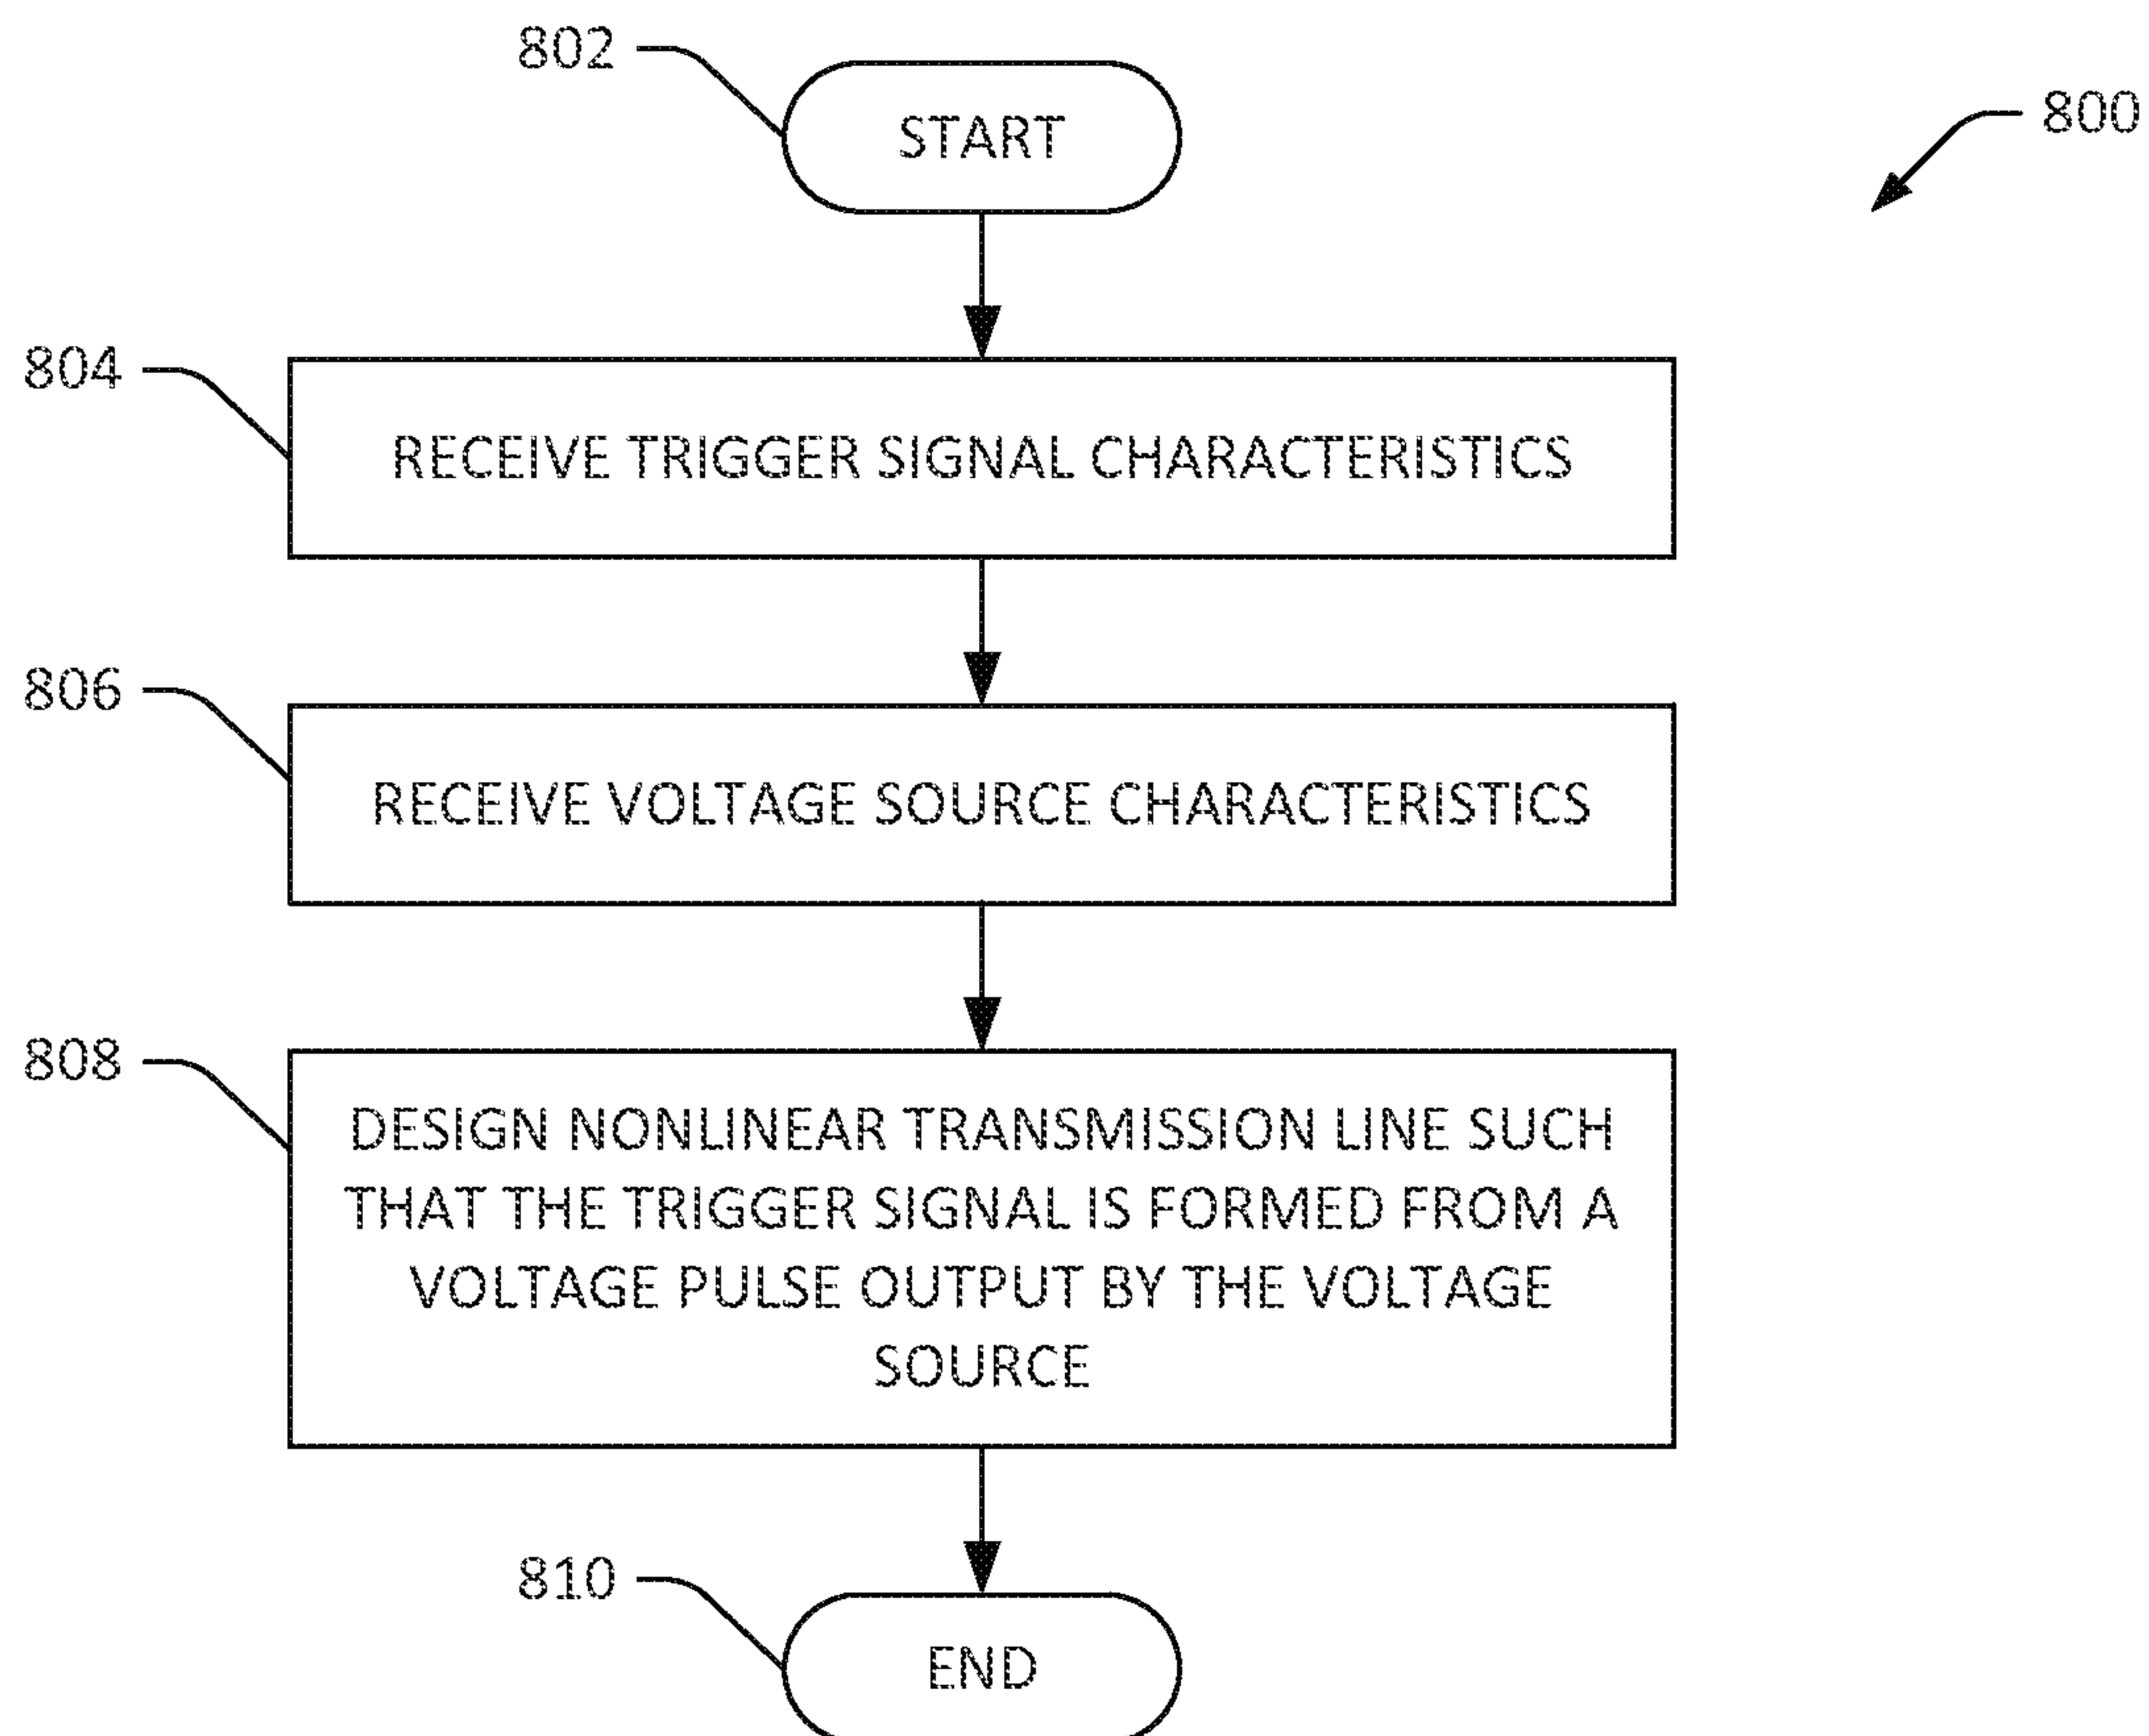 802
START
800
804
RECEIVE TRIGGER SIGNAL CHARACTERISTICS
806
RECEIVE VOLTAGE SOURCE CHARACTERISTICS
808
DESIGN NONLINEAR TRANSMISSION LINE SUCH
THAT THE TRIGGER SIGNAL IS FORMED FROM A
VOLTAGE PULSE OUTPUT BY THE VOLTAGE
SOURCE
810
END